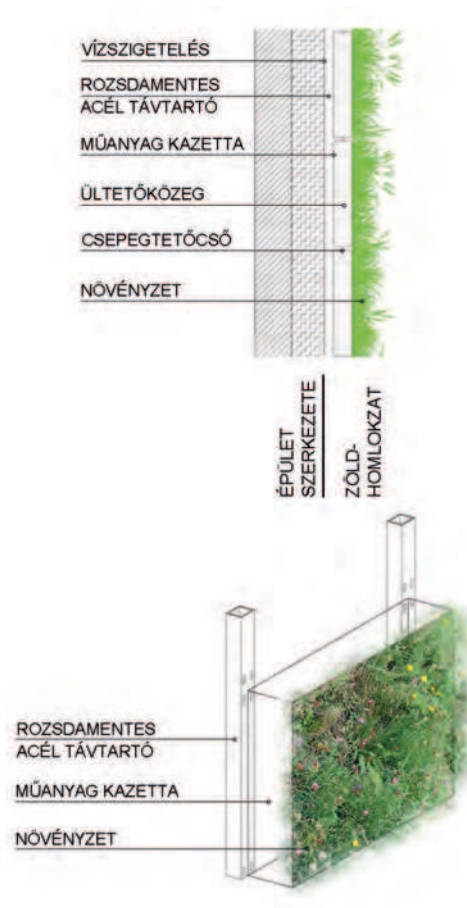 VÍZSZIGETELÉS
ROZSDAMENTES
ACÉL TÁVTARTÓ
MŰANYAG KAZETTA
ÜLTETŐKÖZEG
CSEPEGTETŐCSŐ
NÖVÉNYZET
ÉPÜLET
SZERKEZETE
ZÖLD-
HOMLOKZAT
ROZSDAMENTES
ACÉL TÁVTARTÓ
MŰANYAG KAZETTA
NÖVÉNYZET